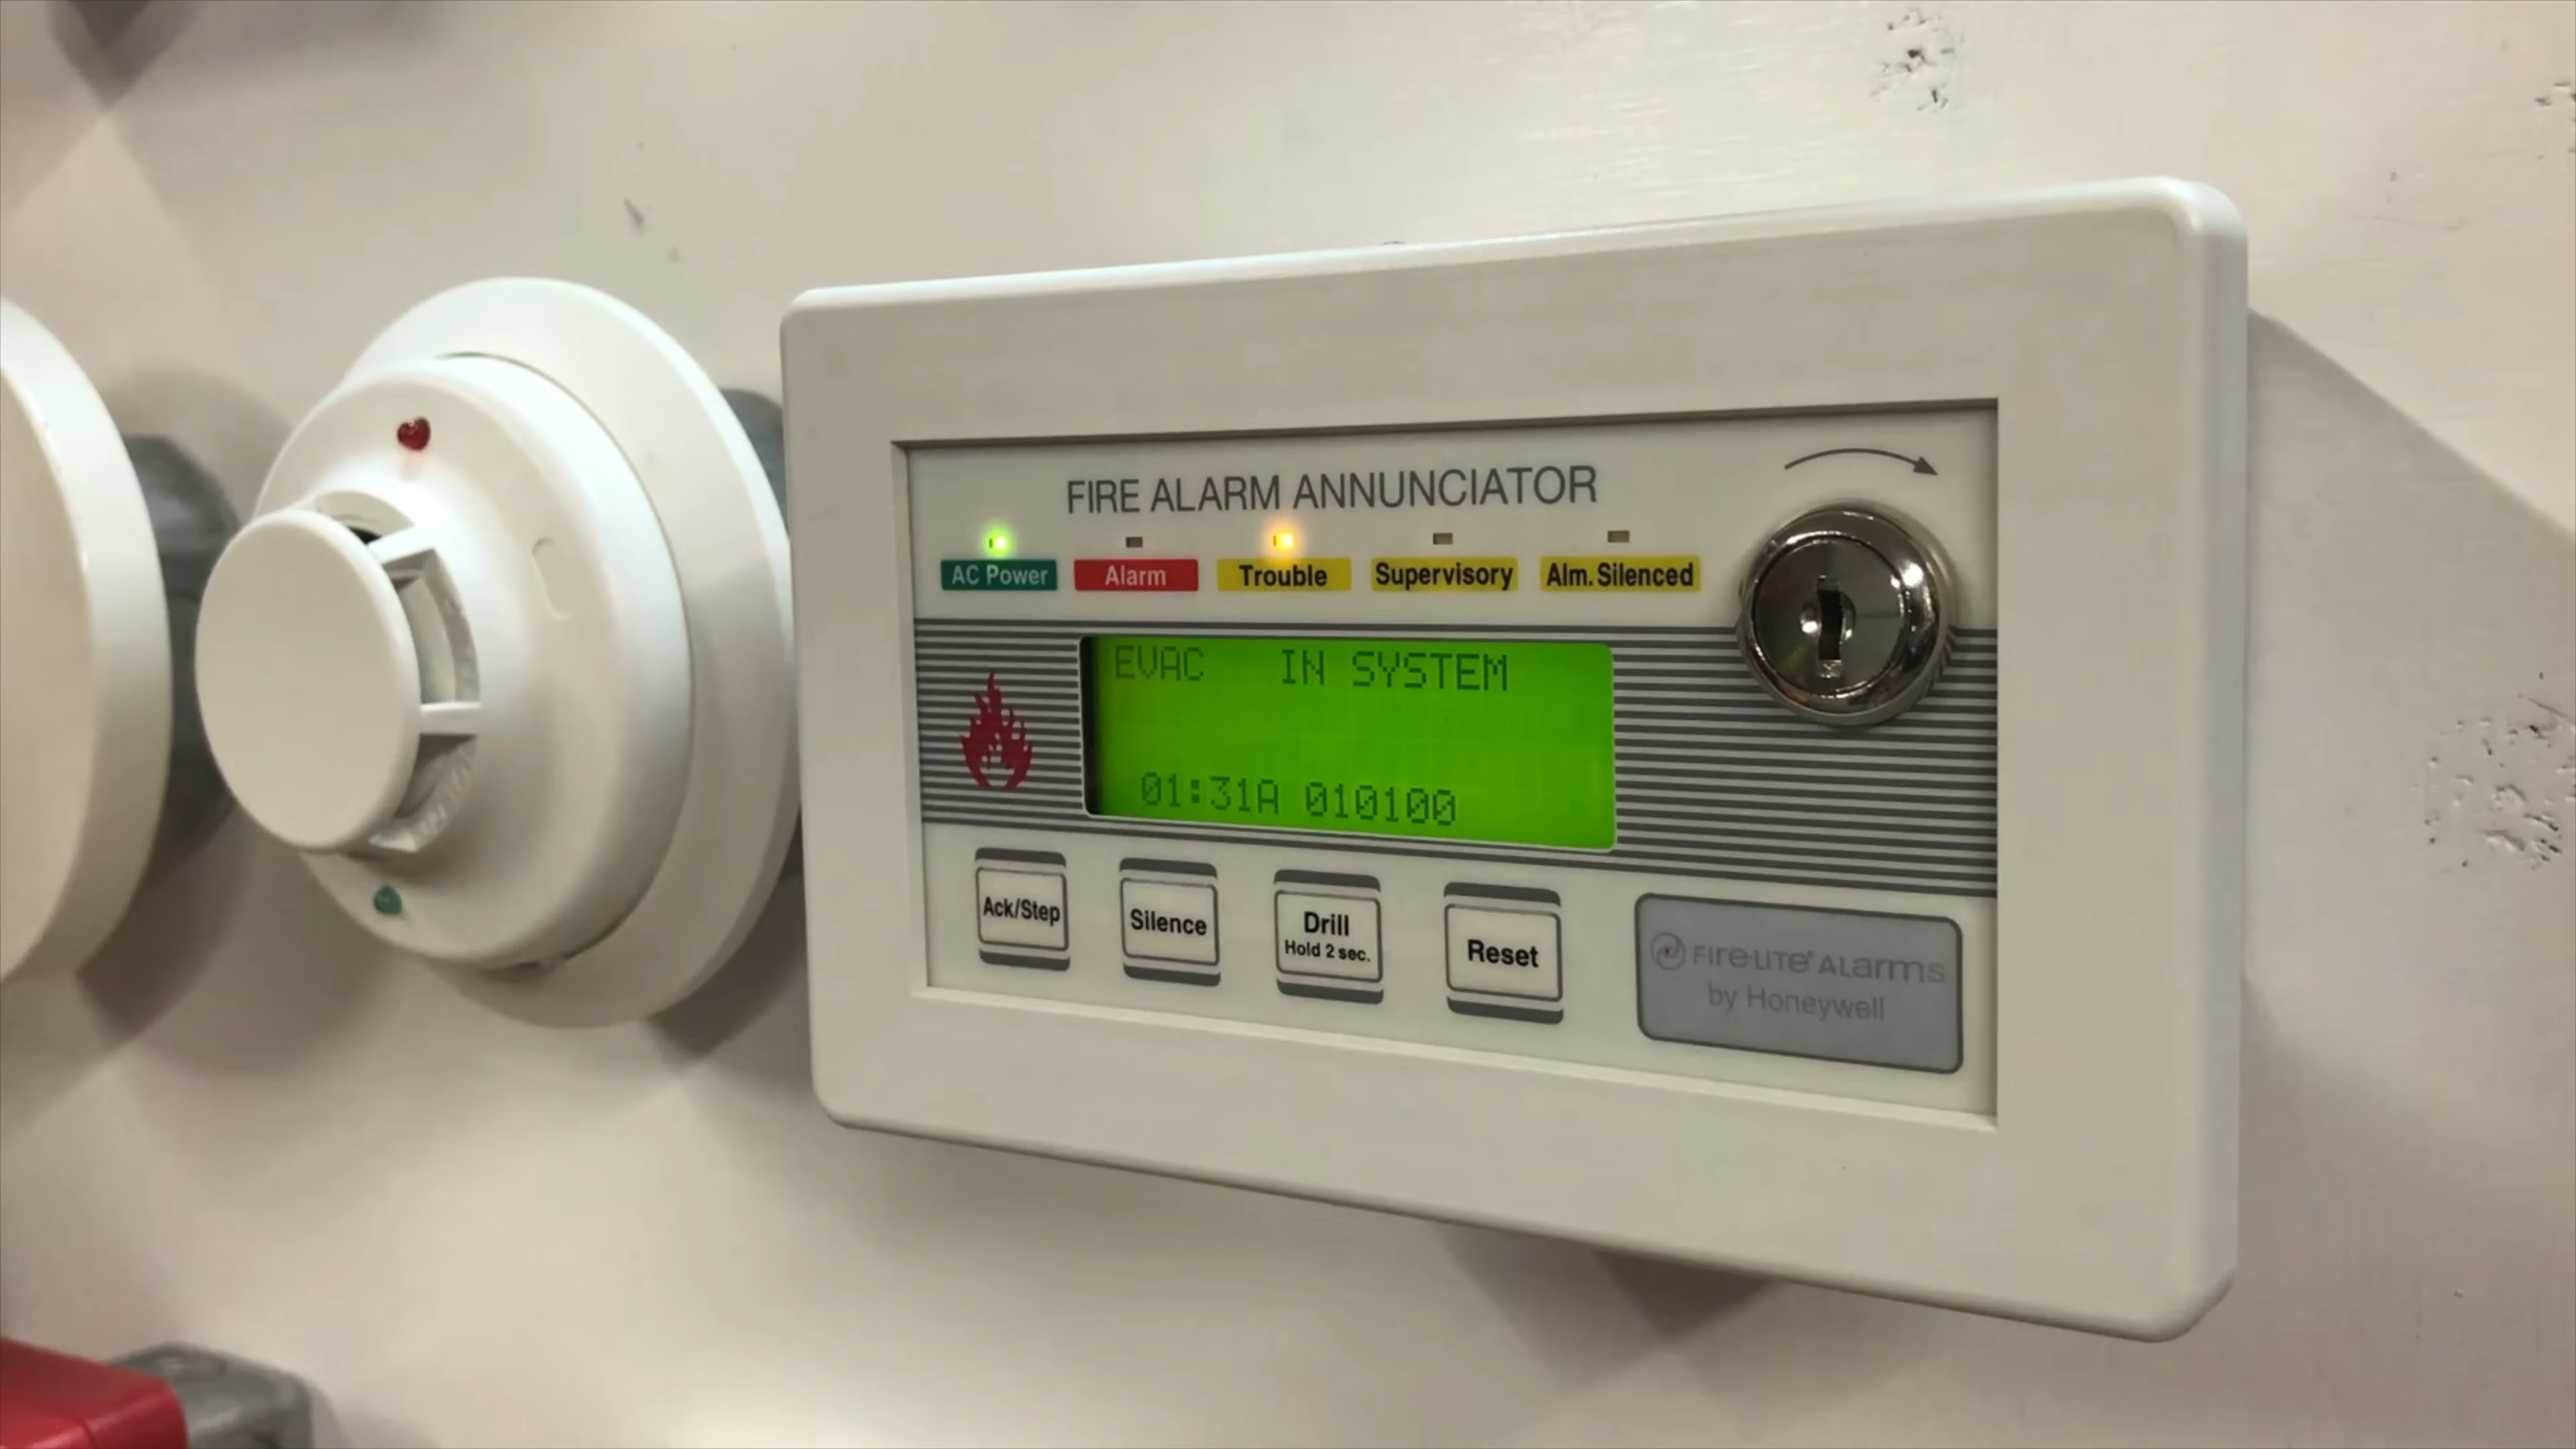 FIRE ALARM ANNUNCIATOR
AC Power Alarm Trouble Supervisory Alm. Silenced
EVAC IN SYSTEM
01:31A 010100
Ack/Step
Silence
Drill
Hold 2 sec.
Reset
FIRE-LITE® ALARMS
by Honeywell